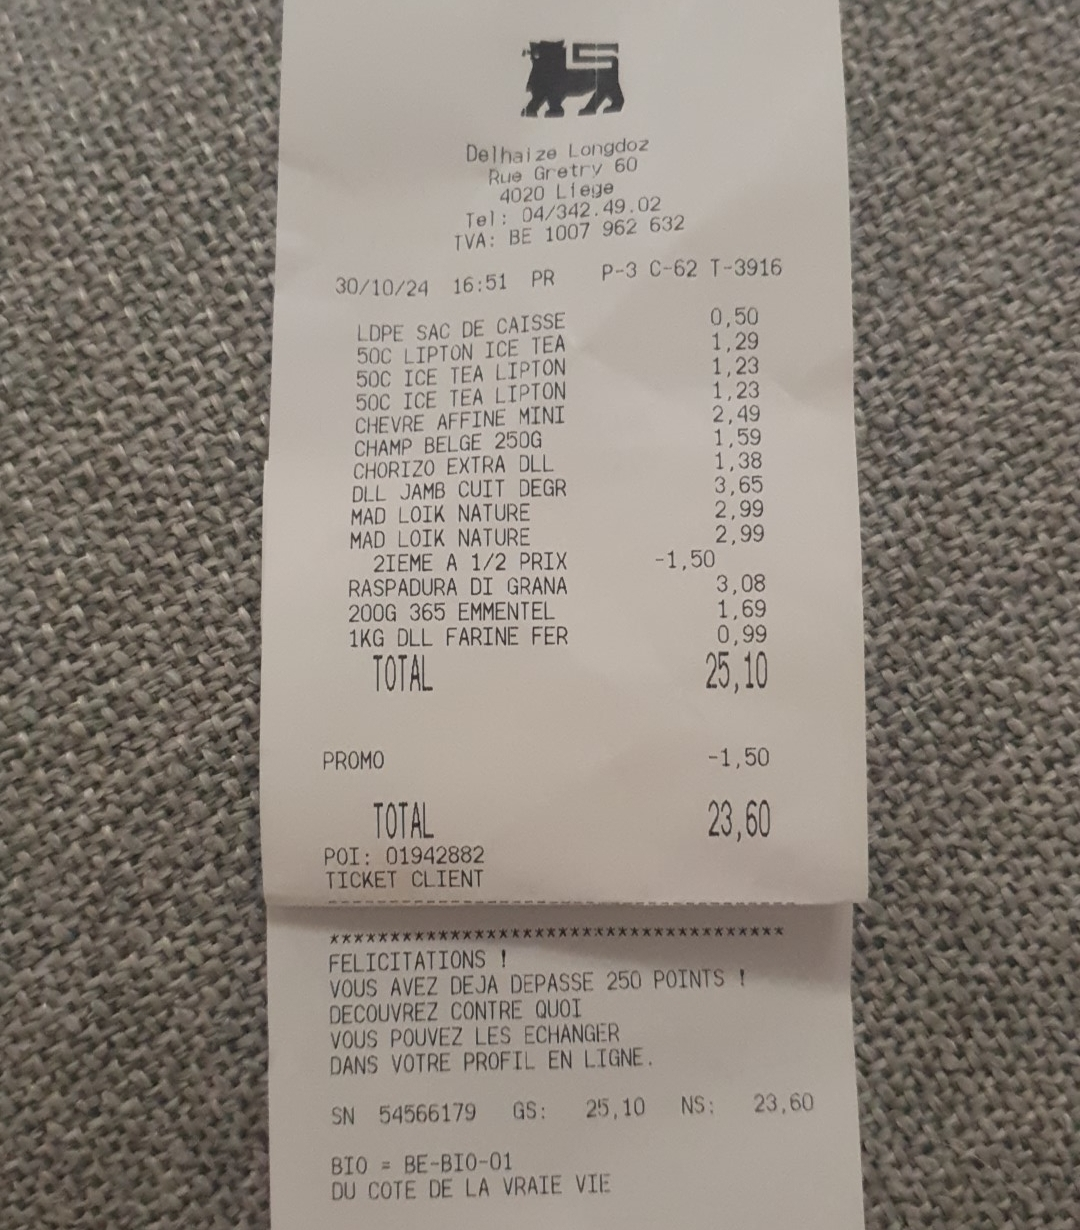 Delhaize Longdoz
Rue Gretry 60
4020 Liege
Tel: 04/342.49.02
TVA: BE 1007 962 632
30/10/24 16:51 PR P-3 C-62 T-3916
LDPE SAC DE CAISSE 0,50
50C LIPTON ICE TEA 1,29
50C ICE TEA LIPTON 1,23
50C ICE TEA LIPTON 1,23
CHEVRE AFFINE MINI 2,49
CHAMP BELGE 250G 1,59
CHORIZO EXTRA DLL 1,38
DLL JAMB CUIT DEGR 3,65
MAD LOIK NATURE 2,99
MAD LOIK NATURE 2,99
2IEME A 1/2 PRIX -1,50
RASPADURA DI GRANA 3,08
200G 365 EMMENTEL 1,69
1KG DLL FARINE FER 0,99
TOTAL 25,10
PROMO -1,50
TOTAL 23,60
POI: 01942882
TICKET CLIENT
***************************************
FELICITATIONS !
VOUS AVEZ DEJA DEPASSE 250 POINTS !
DECOUVREZ CONTRE QUOI
VOUS POUVEZ LES ECHANGER
DANS VOTRE PROFIL EN LIGNE.
SN 54566179 GS: 25,10 NS: 23,60
BIO = BE-BIO-01
DU COTE DE LA VRAIE VIE